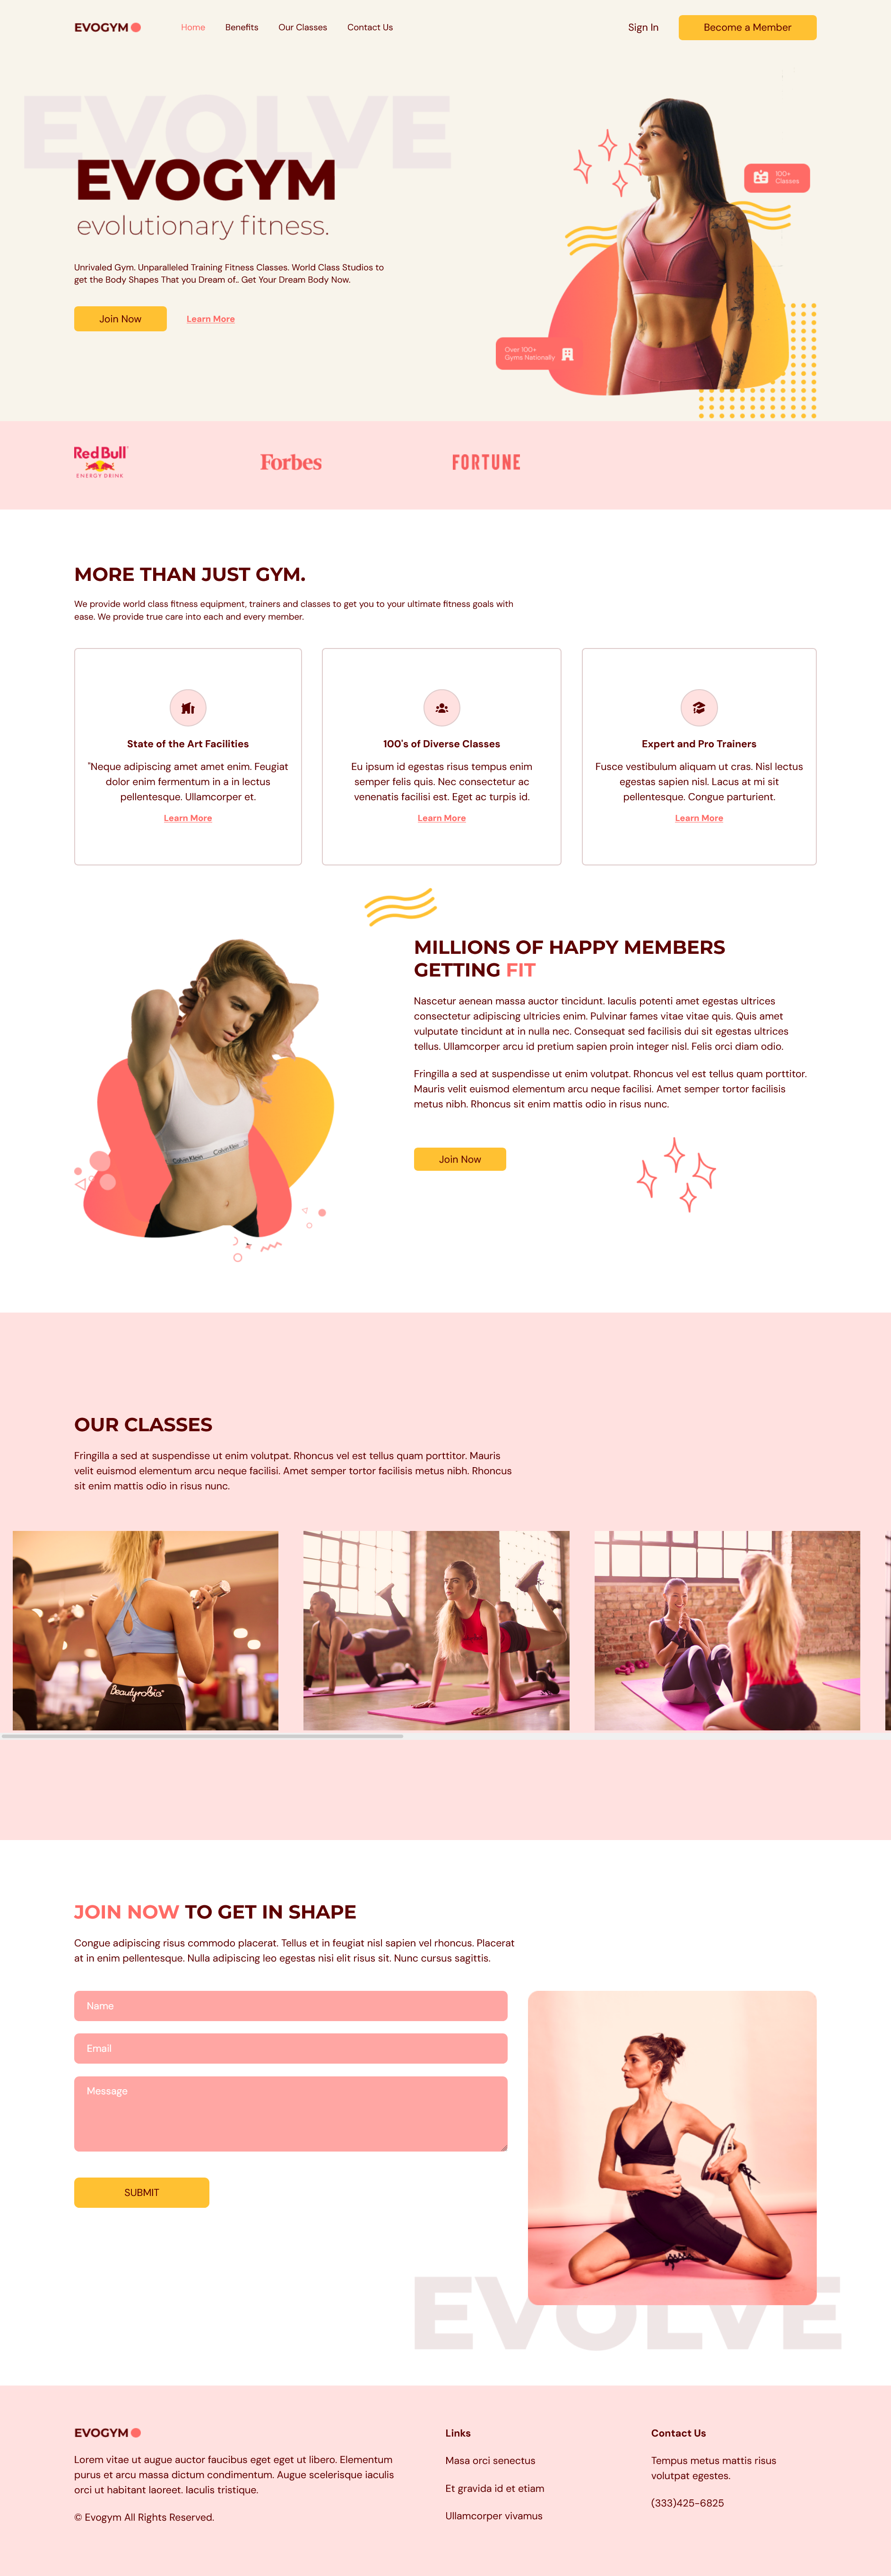 EVOGYM
Home
Benefits
Our Classes
Contact Us
Sign In
Become a Member
EVOLVE
EVOGYM
evolutionary fitness.
Unrivaled Gym. Unparalleled Training Fitness Classes. World Class Studios to
get the Body Shapes That you Dream of.. Get Your Dream Body Now.
Join Now
Learn More
100+
Classes
Over 100+
Gyms Nationally
Red Bull
ENERGY DRINK
Forbes
FORTUNE
MORE THAN JUST GYM.
We provide world class fitness equipment, trainers and classes to get you to your ultimate fitness goals with
ease. We provide true care into each and every member.
State of the Art Facilities
"Neque adipiscing amet amet enim. Feugiat
dolor enim fermentum in a in lectus
pellentesque. Ullamcorper et.
Learn More
100's of Diverse Classes
Eu ipsum id egestas risus tempus enim
semper felis quis. Nec consectetur ac
venenatis facilisi est. Eget ac turpis id.
Learn More
Expert and Pro Trainers
Fusce vestibulum aliquam ut cras. Nisl lectus
egestas sapien nisl. Lacus at mi sit
pellentesque. Congue parturient.
Learn More
Calvin Klein
Calvin Klein
MILLIONS OF HAPPY MEMBERS
GETTING FIT
Nascetur aenean massa auctor tincidunt. Iaculis potenti amet egestas ultrices
consectetur adipiscing ultricies enim. Pulvinar fames vitae vitae quis. Quis amet
vulputate tincidunt at in nulla nec. Consequat sed facilisis dui sit egestas ultrices
tellus. Ullamcorper arcu id pretium sapien proin integer nisl. Felis orci diam odio.
Fringilla a sed at suspendisse ut enim volutpat. Rhoncus vel est tellus quam porttitor.
Mauris velit euismod elementum arcu neque facilisi. Amet semper tortor facilisis
metus nibh. Rhoncus sit enim mattis odio in risus nunc.
Join Now
OUR CLASSES
Fringilla a sed at suspendisse ut enim volutpat. Rhoncus vel est tellus quam porttitor. Mauris
velit euismod elementum arcu neque facilisi. Amet semper tortor facilisis metus nibh. Rhoncus
sit enim mattis odio in risus nunc.
Beautyrobic
JOIN NOW TO GET IN SHAPE
Congue adipiscing risus commodo placerat. Tellus et in feugiat nisl sapien vel rhoncus. Placerat
at in enim pellentesque. Nulla adipiscing leo egestas nisi elit risus sit. Nunc cursus sagittis.
Name
Email
Message
SUBMIT
EVOLVE
EVOGYM
Lorem vitae ut augue auctor faucibus eget eget ut libero. Elementum
purus et arcu massa dictum condimentum. Augue scelerisque iaculis
orci ut habitant laoreet. Iaculis tristique.
© Evogym All Rights Reserved.
Links
Masa orci senectus
Et gravida id et etiam
Ullamcorper vivamus
Contact Us
Tempus metus mattis risus
volutpat egestes.
(333)425-6825